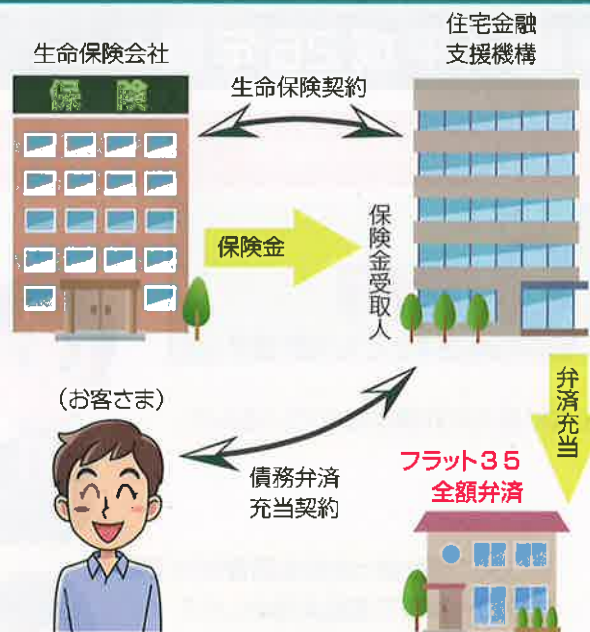 生命保険会社
住宅金融
支援機構
保険
生命保険契約
保険金
保険金受取人
(お客さま)
債務弁済
充当契約
弁済充当
フラット35
全額弁済